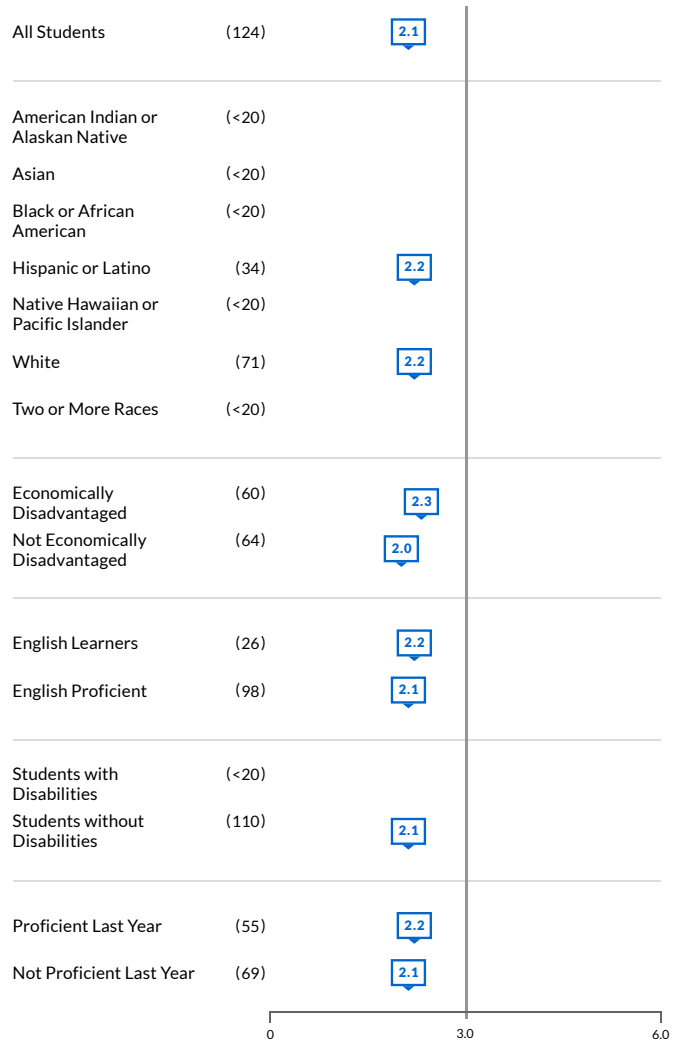 All Students (124) 2.1
American Indian or (<20)
Alaskan Native
Asian (<20)
Black or African (<20)
American
Hispanic or Latino (34) 2.2
Native Hawaiian or (<20)
Pacific Islander
White (71) 2.2
Two or More Races (<20)
Economically (60) 2.3
Disadvantaged
Not Economically (64) 2.0
Disadvantaged
English Learners (26) 2.2
English Proficient (98) 2.1
Students with (<20)
Disabilities
Students without (110) 2.1
Disabilities
Proficient Last Year (55) 2.2
Not Proficient Last Year (69) 2.1
0 3.0 6.0